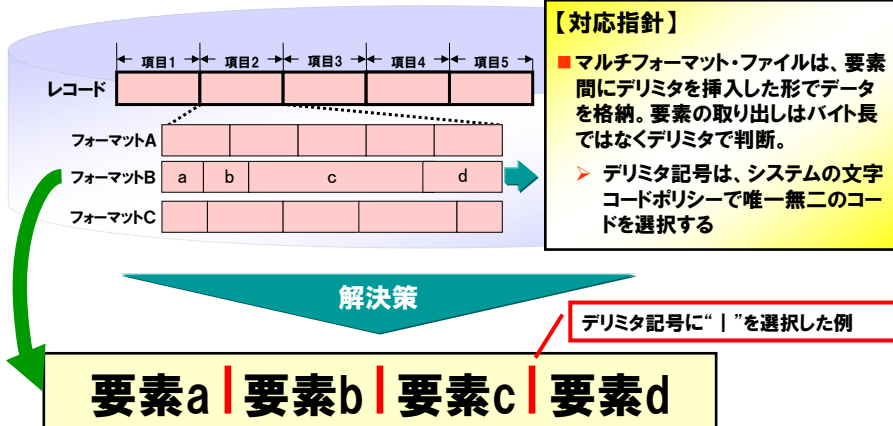 項目1 項目2 項目3 項目4 項目5
レコード
フォーマットA
フォーマットB a b c d
フォーマットC
【対応指針】
■マルチフォーマット・ファイルは、要素
間にデリミタを挿入した形でデータ
を格納。要素の取り出しはバイト長
ではなくデリミタで判断。
➢ デリミタ記号は、システムの文字
コードポリシーで唯一無二のコー
ドを選択する
解決策
デリミタ記号に“｜”を選択した例
要素a|要素b|要素c|要素d